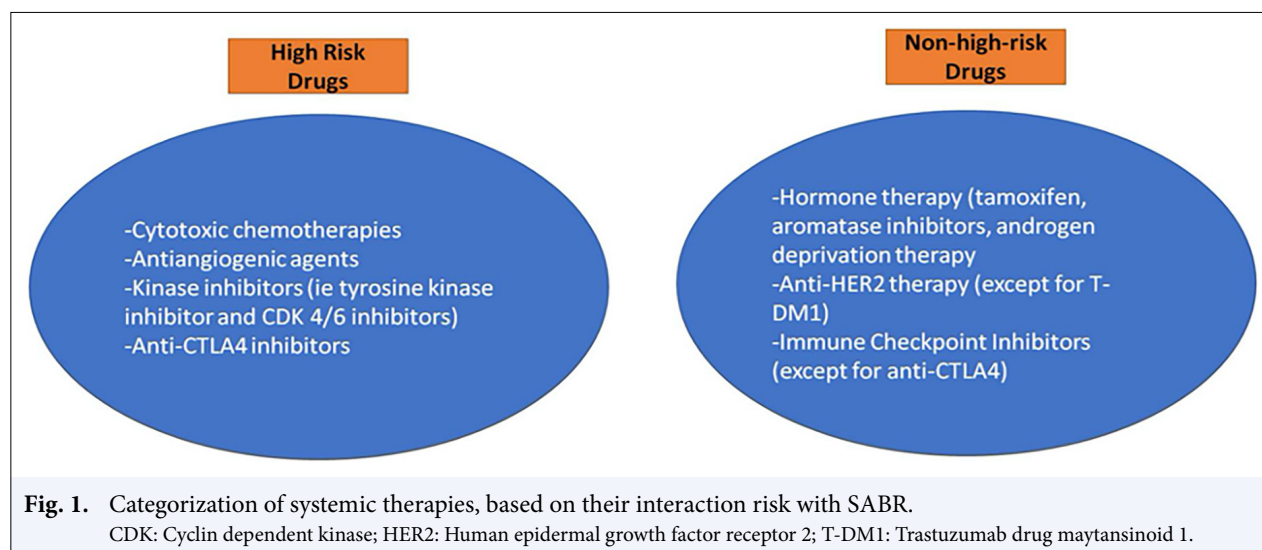 High Risk
Drugs
-Cytotoxic chemotherapies
-Antiangiogenic agents
-Kinase inhibitors (ie tyrosine kinase
inhibitor and CDK 4/6 inhibitors)
-Anti-CTLA4 inhibitors
Non-high-risk
Drugs
-Hormone therapy (tamoxifen,
aromatase inhibitors, androgen
deprivation therapy
-Anti-HER2 therapy (except for T-
DM1)
-Immune Checkpoint Inhibitors
(except for anti-CTLA4)
Fig. 1. Categorization of systemic therapies, based on their interaction risk with SABR.
CDK: Cyclin dependent kinase; HER2: Human epidermal growth factor receptor 2; T-DM1: Trastuzumab drug maytansinoid 1.